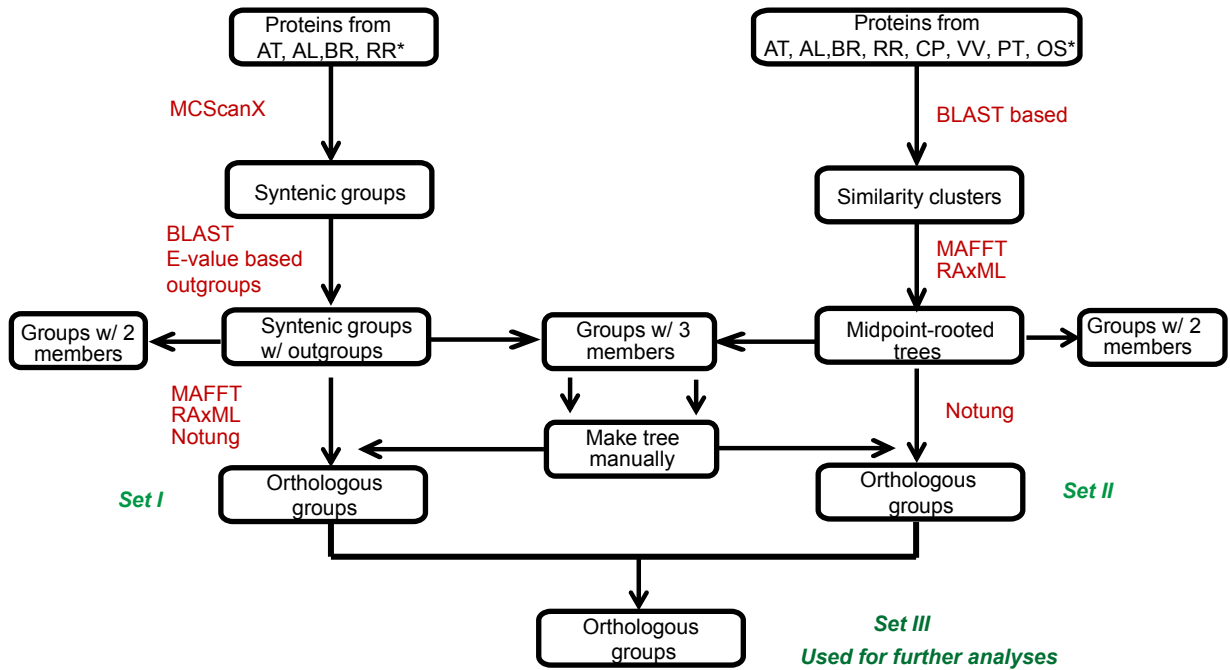 Proteins from
AT, AL,BR, RR*
Proteins from
AT, AL,BR, RR, CP, VV, PT, OS*
MCScanX
BLAST based
Syntenic groups
Similarity clusters
BLAST
E-value based
outgroups
MAFFT
RAxML
Groups w/ 2
members
Syntenic groups
w/ outgroups
Groups w/ 3
members
Midpoint-rooted
trees
Groups w/ 2
members
MAFFT
RAxML
Notung
Notung
Make tree
manually
Set I
Orthologous
groups
Orthologous
groups
Set II
Orthologous
groups
Set III
Used for further analyses